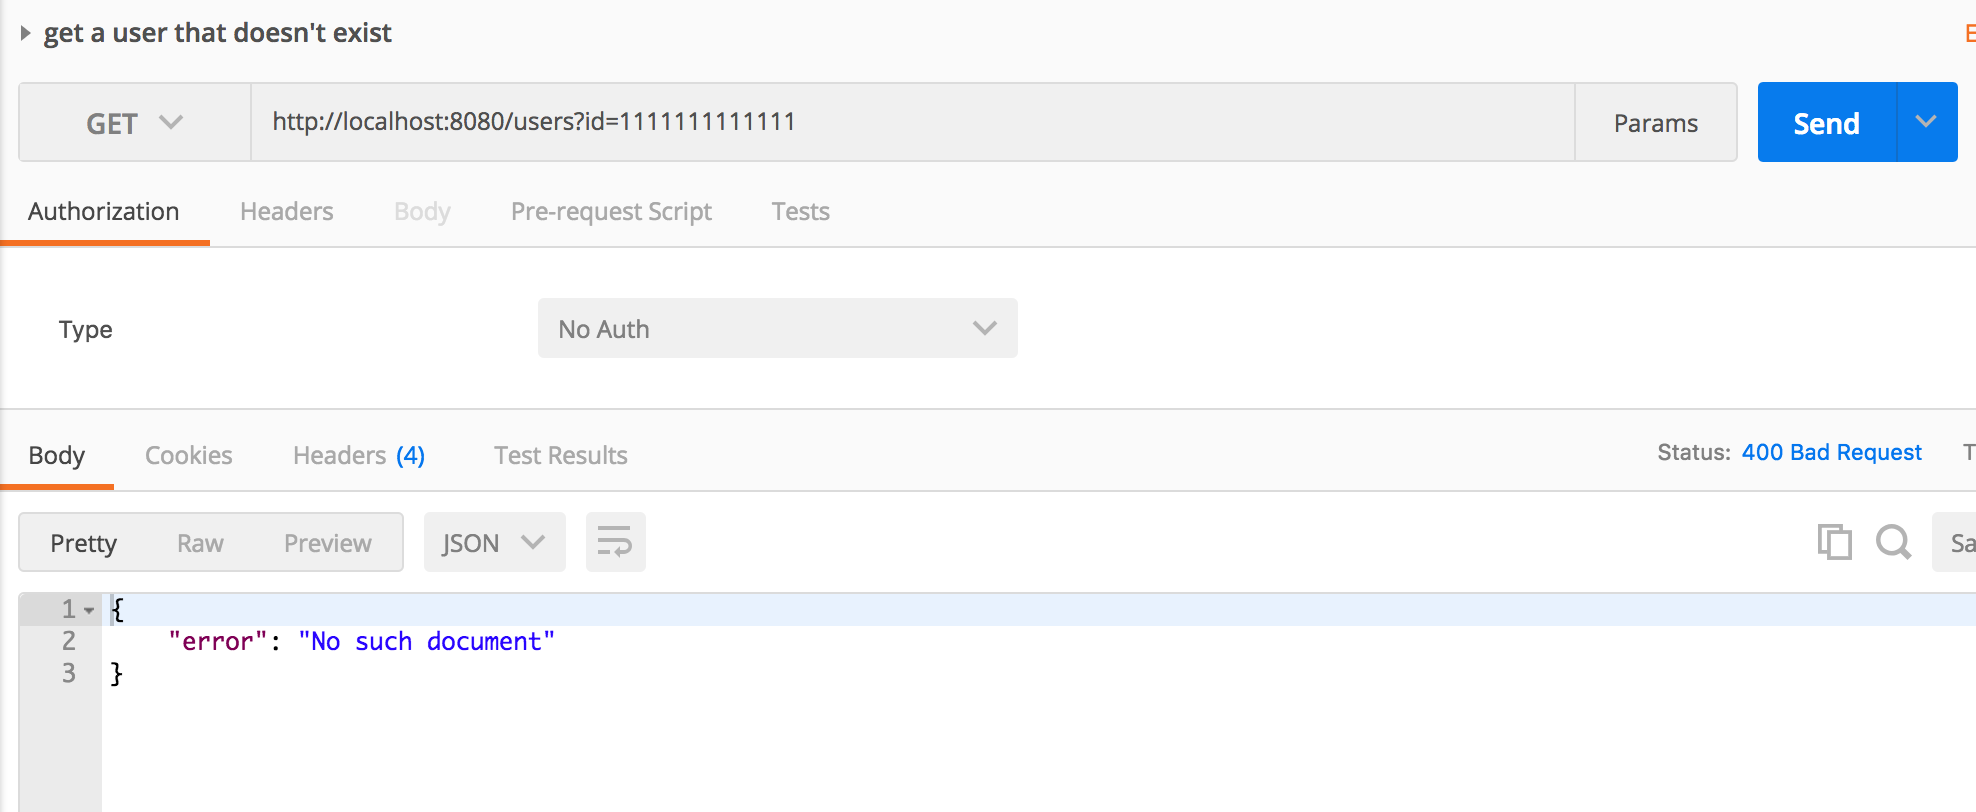 get a user that doesn't exist
E
GET http://localhost:8080/users?id=1111111111111 Params Send
Authorization Headers Body Pre-request Script Tests
Type No Auth
Body Cookies Headers (4) Test Results Status: 400 Bad Request T
Pretty Raw Preview JSON Sa
1 {
2 "error": "No such document"
3 }